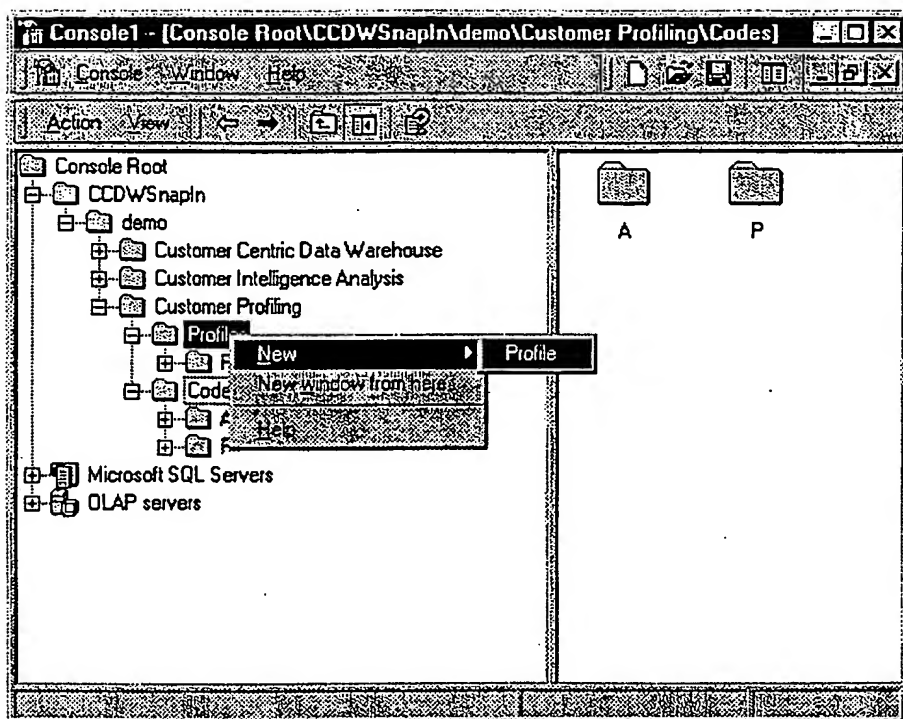 Console1 - [Console Root\CCDWSnapIn\demo\Customer Profiling\Codes]
Console Window Help
Action View
Console Root
CCDWSnapIn
demo
Customer Centric Data Warehouse
Customer Intelligence Analysis
Customer Profiling
New
Profile
New window from here...
Help
Microsoft SQL Servers
OLAP servers
A
P